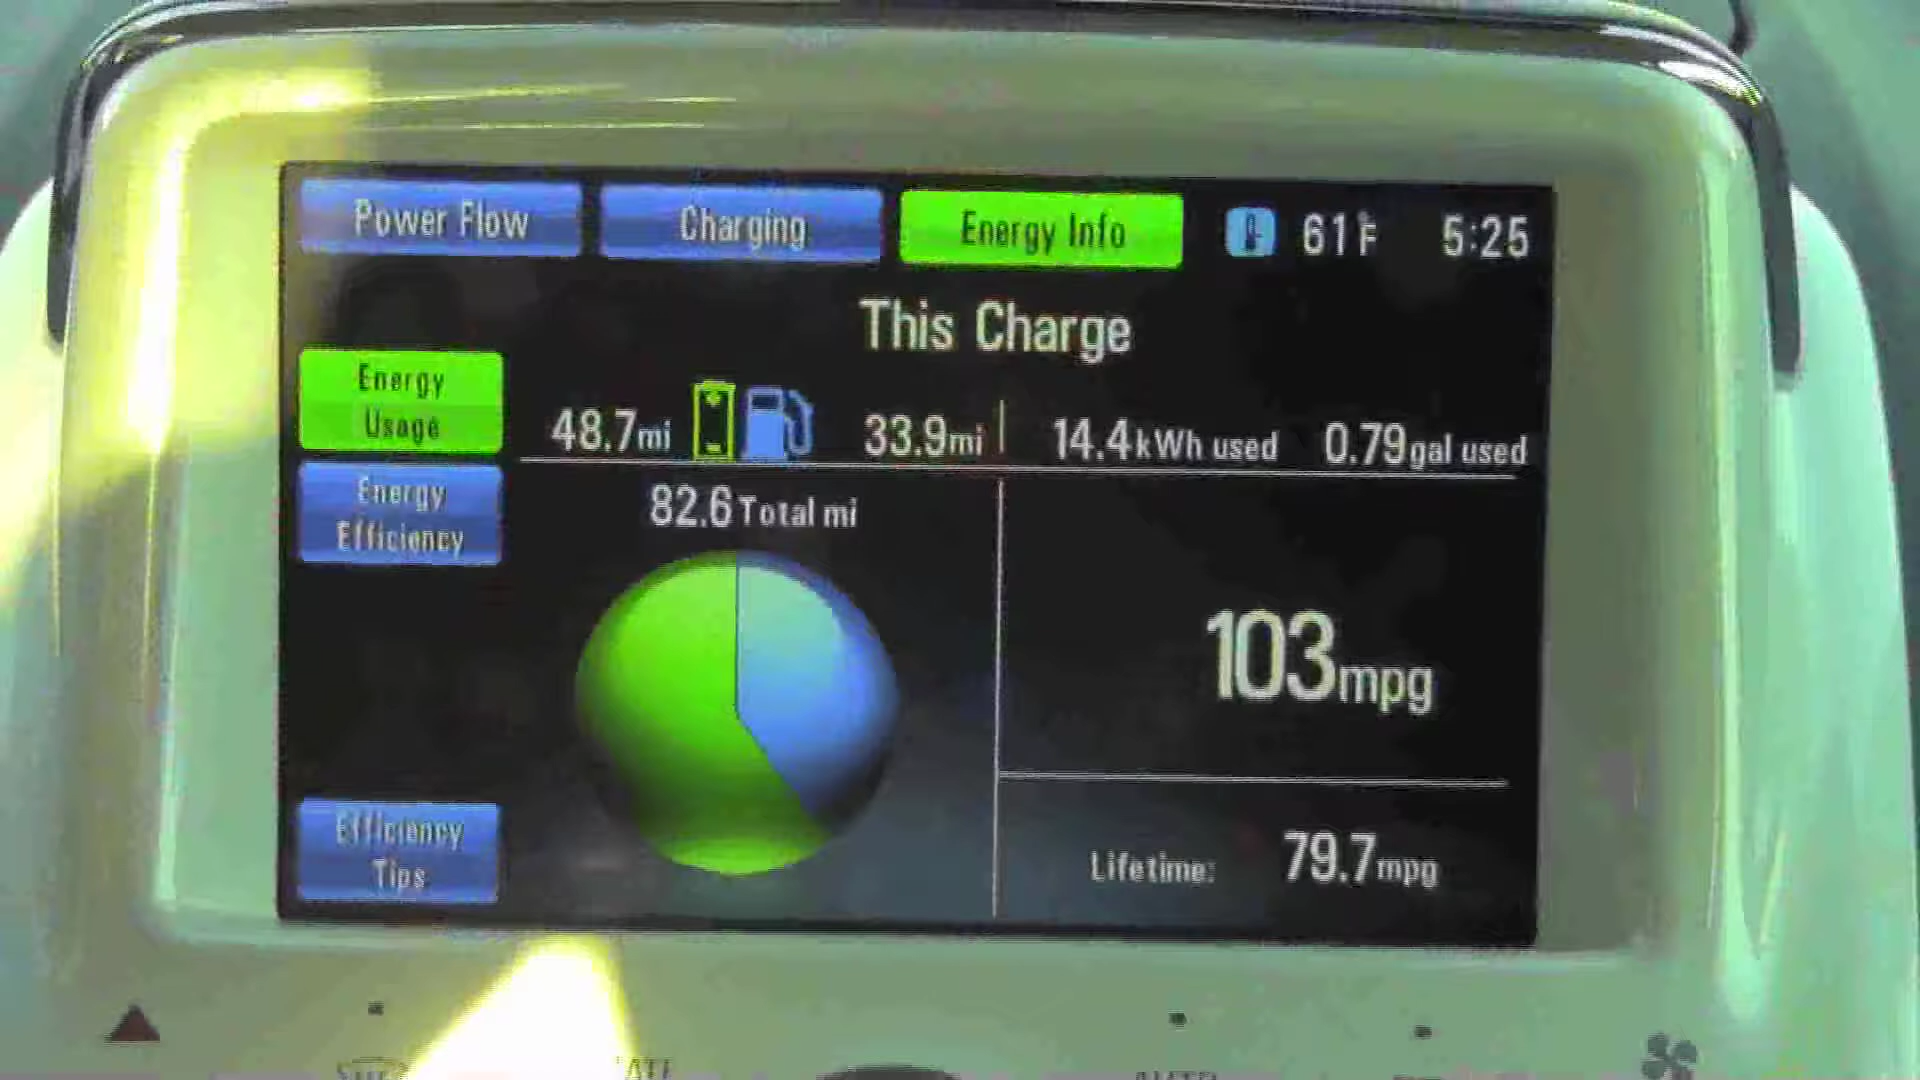 Power Flow Charging Energy Info 61°F 5:25
This Charge
Energy
Usage
48.7mi 33.9mi 14.4kWh used 0.79gal used
82.6 Total mi
Energy
Efficiency
103mpg
Efficiency
Tips
Lifetime: 79.7mpg